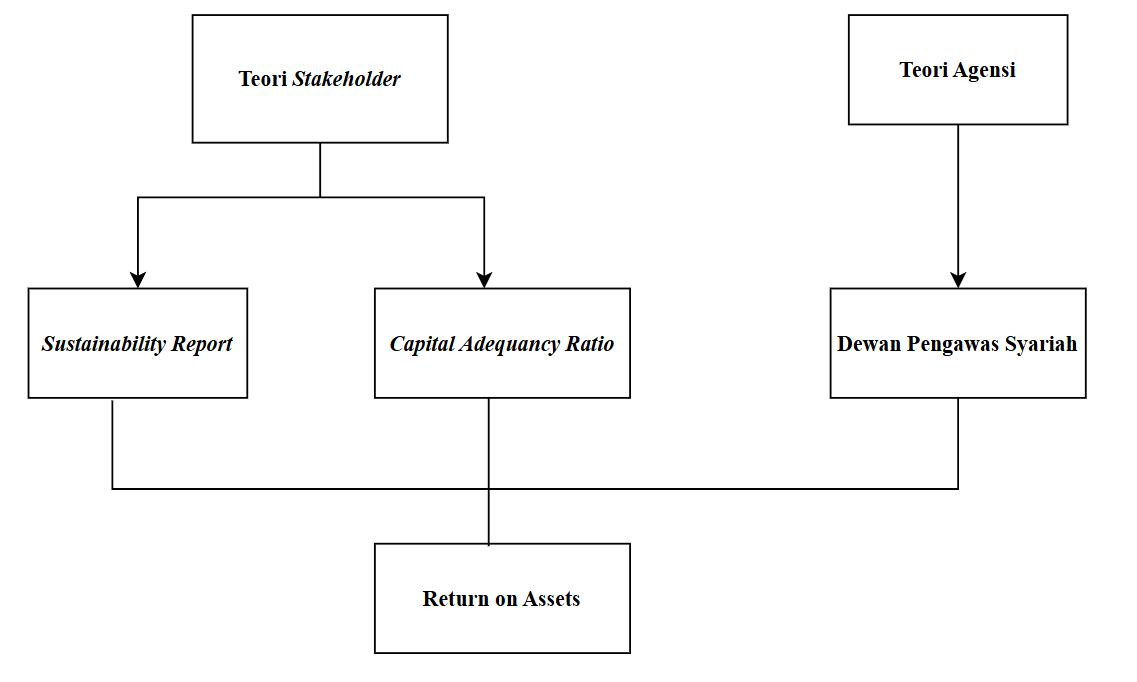 Teori Stakeholder
Teori Agensi
Sustainability Report
Capital Adequancy Ratio
Dewan Pengawas Syariah
Return on Assets